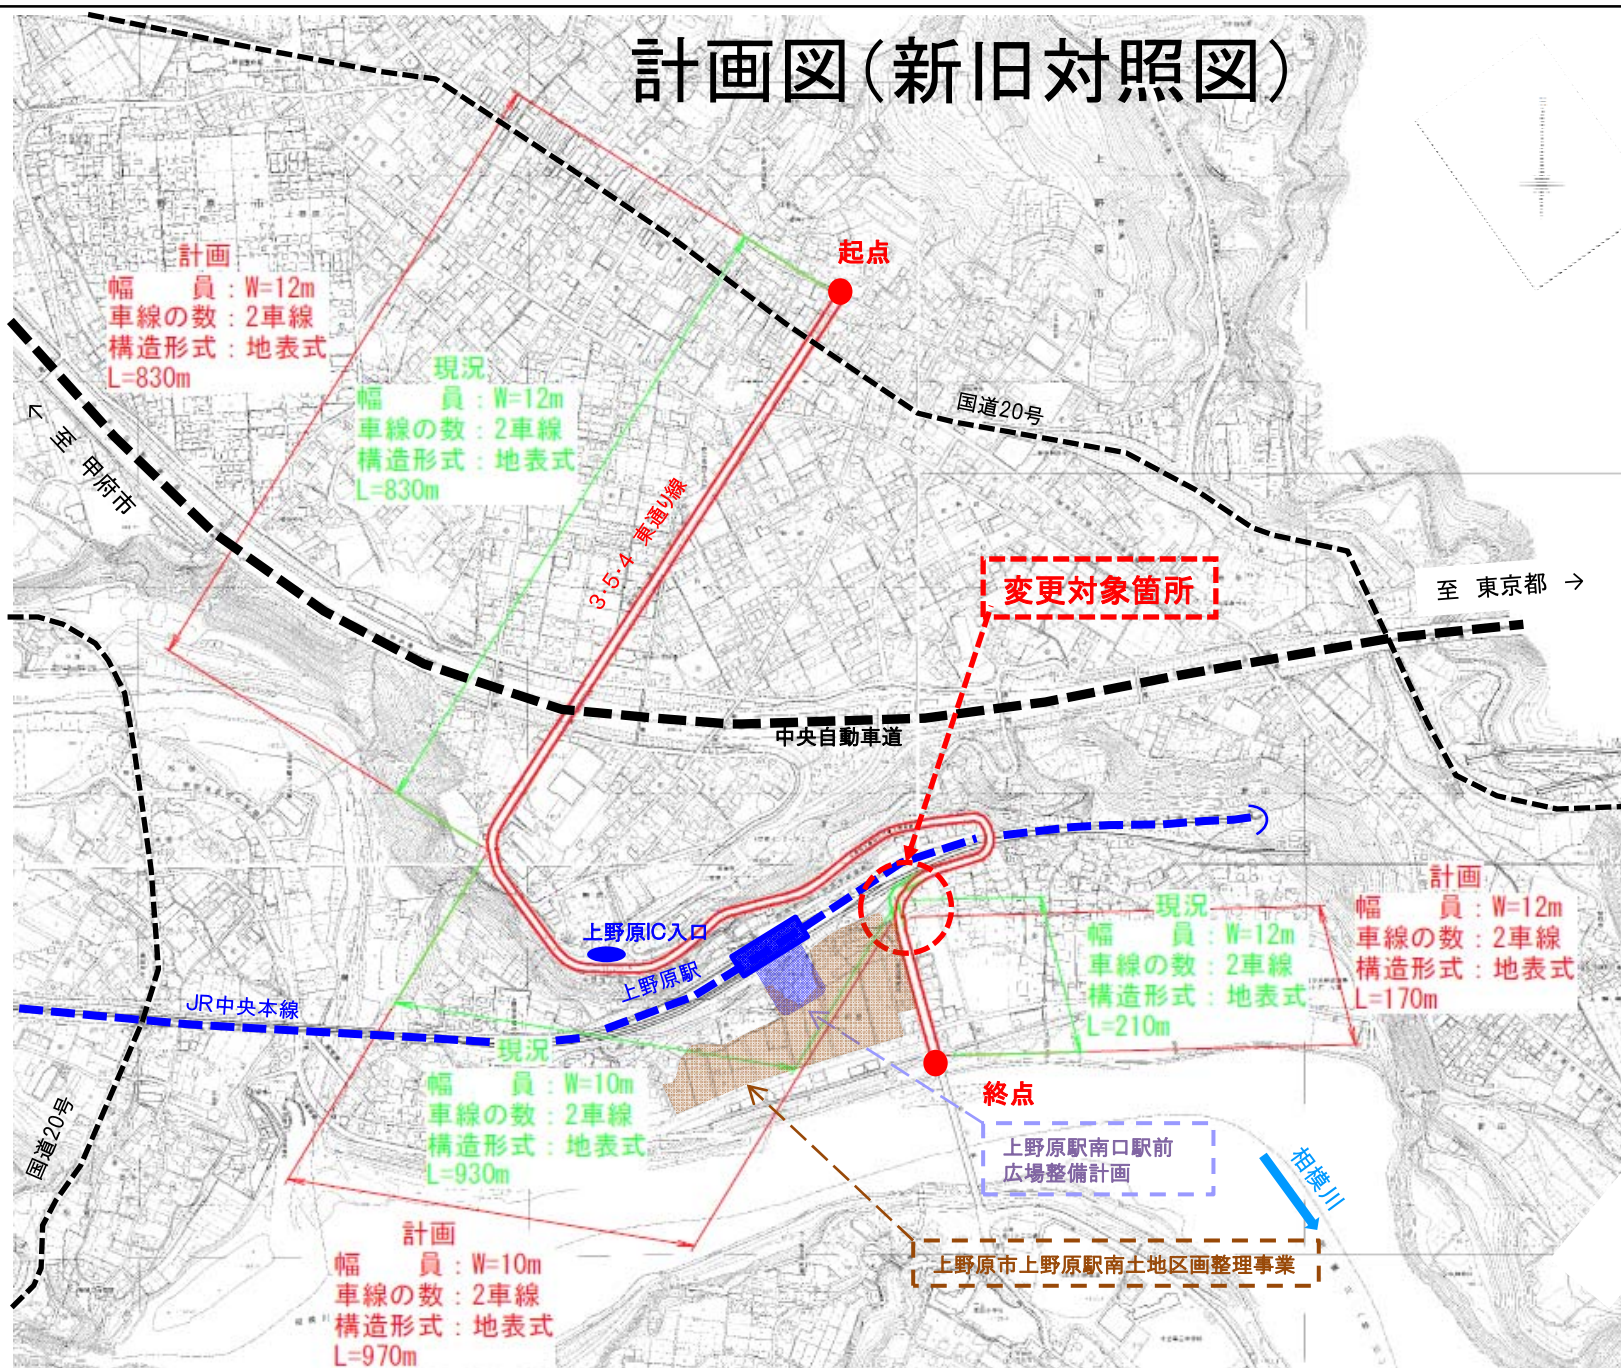 計画図(新旧対照図)
起点
計画
幅　　員：W=12m
車線の数：2車線
構造形式：地表式
L=830m
現況
幅　　員：W=12m
車線の数：2車線
構造形式：地表式
L=830m
国道20号
← 至 甲府市
3・5・4 東通り線
変更対象箇所
至 東京都 →
中央自動車道
上野原IC入口
上野原駅
JR中央本線
現況
幅　　員：W=12m
車線の数：2車線
構造形式：地表式
L=210m
計画
幅　　員：W=12m
車線の数：2車線
構造形式：地表式
L=170m
現況
幅　　員：W=10m
車線の数：2車線
構造形式：地表式
L=930m
終点
国道20号
上野原駅南口駅前
広場整備計画
相模川
上野原市上野原駅南土地区画整理事業
計画
幅　　員：W=10m
車線の数：2車線
構造形式：地表式
L=970m